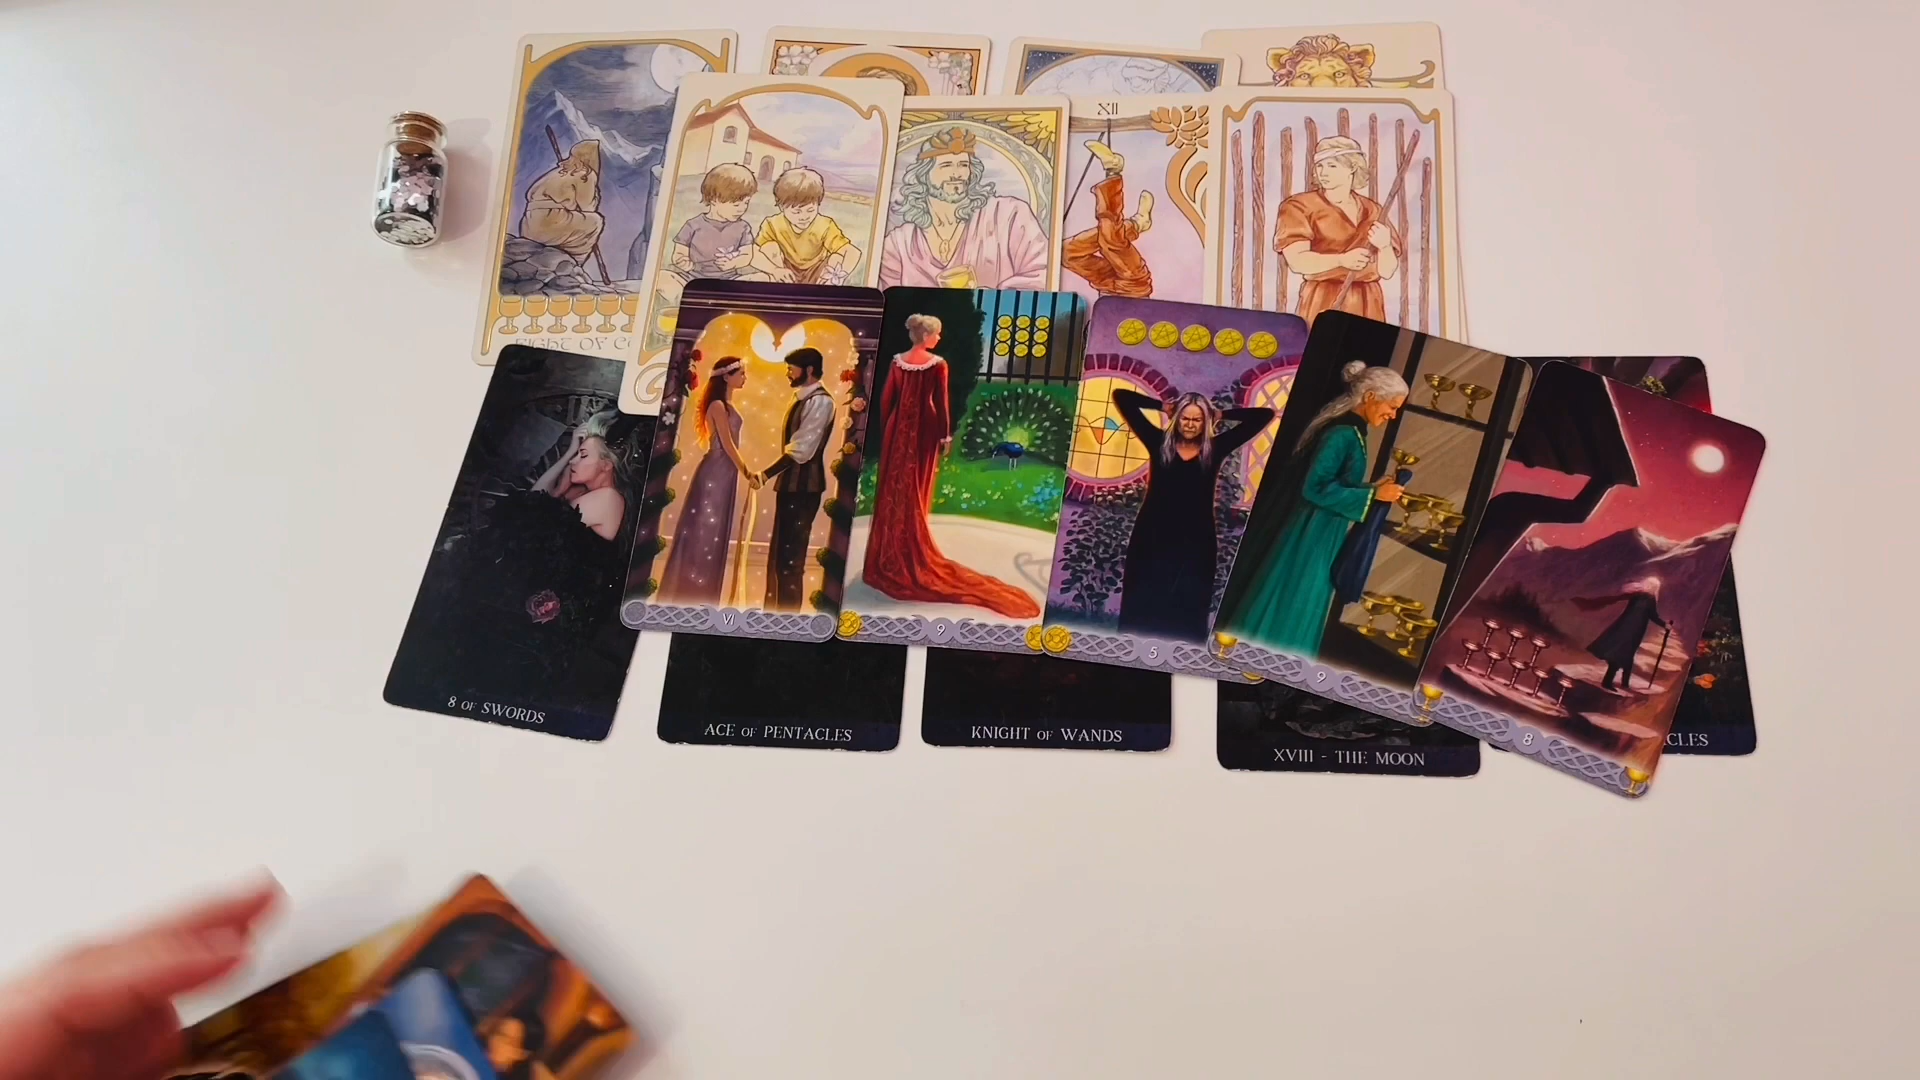 XII
EIGHT OF C
VI
9
5
9
8
8 OF SWORDS
ACE OF PENTACLES
KNIGHT OF WANDS
XVIII - THE MOON
CLES